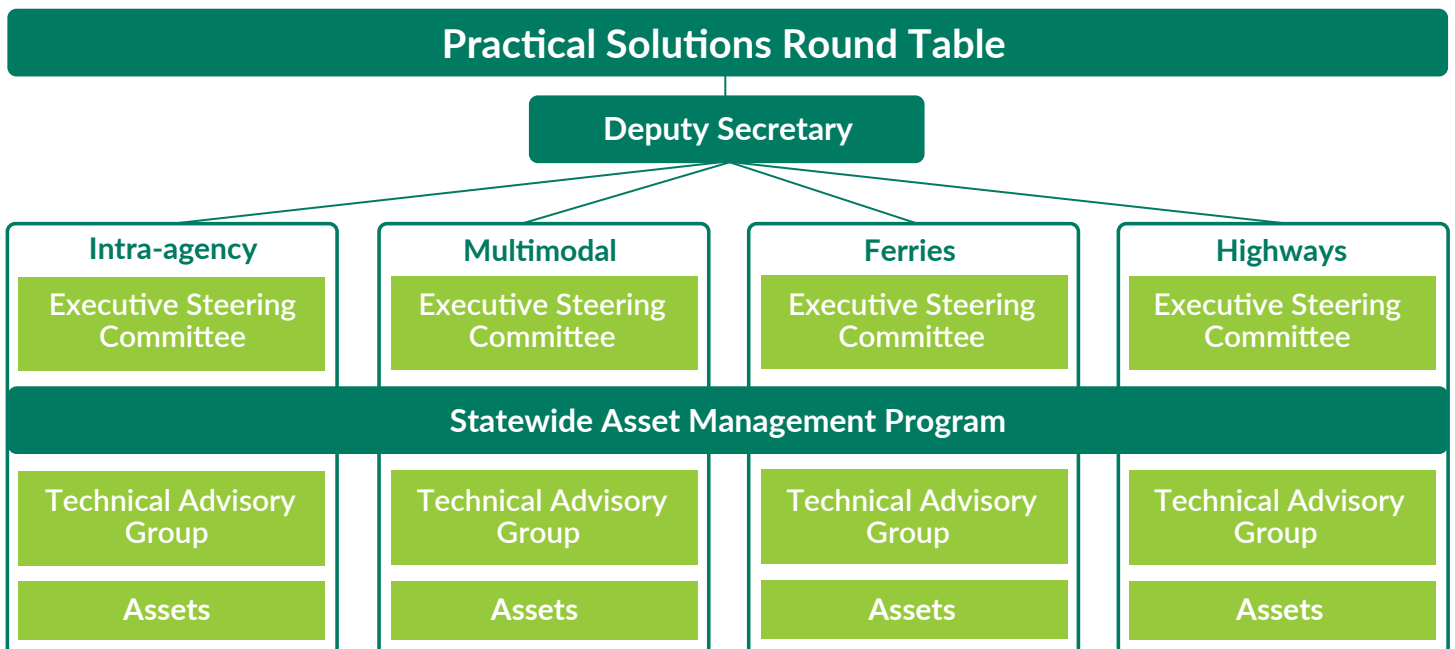 Practical Solutions Round Table
Deputy Secretary
Intra-agency
Executive Steering
Committee
Multimodal
Executive Steering
Committee
Ferries
Executive Steering
Committee
Highways
Executive Steering
Committee
Statewide Asset Management Program
Technical Advisory
Group
Assets
Technical Advisory
Group
Assets
Technical Advisory
Group
Assets
Technical Advisory
Group
Assets